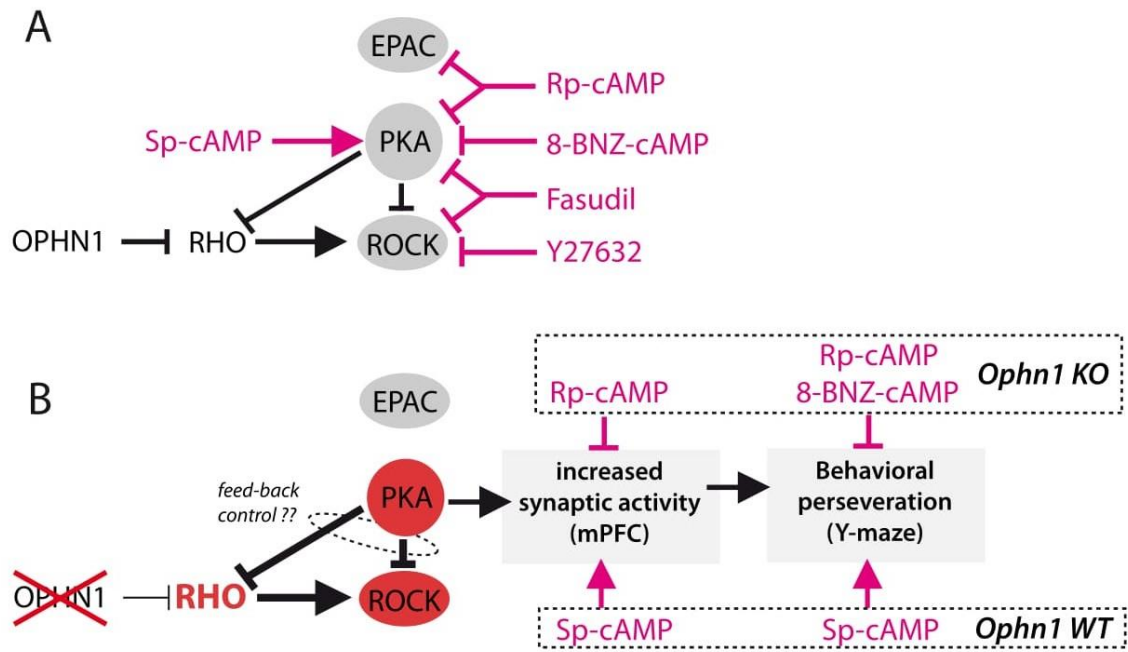 A
EPAC
Rp-cAMP
Sp-cAMP
PKA
8-BNZ-cAMP
Fasudil
OPHN1
RHO
ROCK
Y27632
B
Rp-cAMP
Rp-cAMP
8-BNZ-cAMP
Ophn1 KO
EPAC
feed-back
control ??
PKA
increased
synaptic activity
(mPFC)
Behavioral
perseveration
(Y-maze)
OPHN1
RHO
ROCK
Sp-cAMP
Sp-cAMP
Ophn1 WT